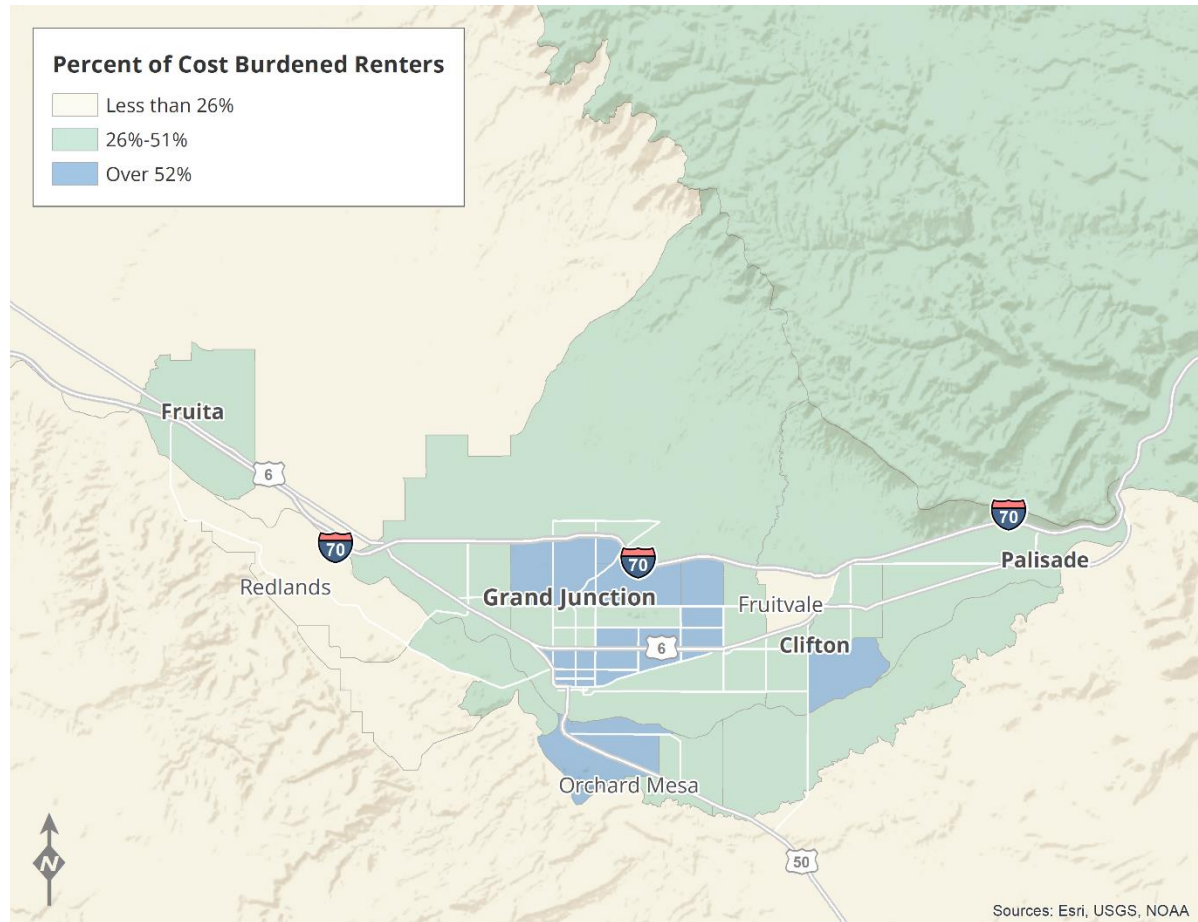 Percent of Cost Burdened Renters
Less than 26%
26%-51%
Over 52%
Fruita
6
70
70
70
Palisade
Redlands
Grand Junction
Fruitvale
6
Clifton
Orchard Mesa
50
N
Sources: Esri, USGS, NOAA